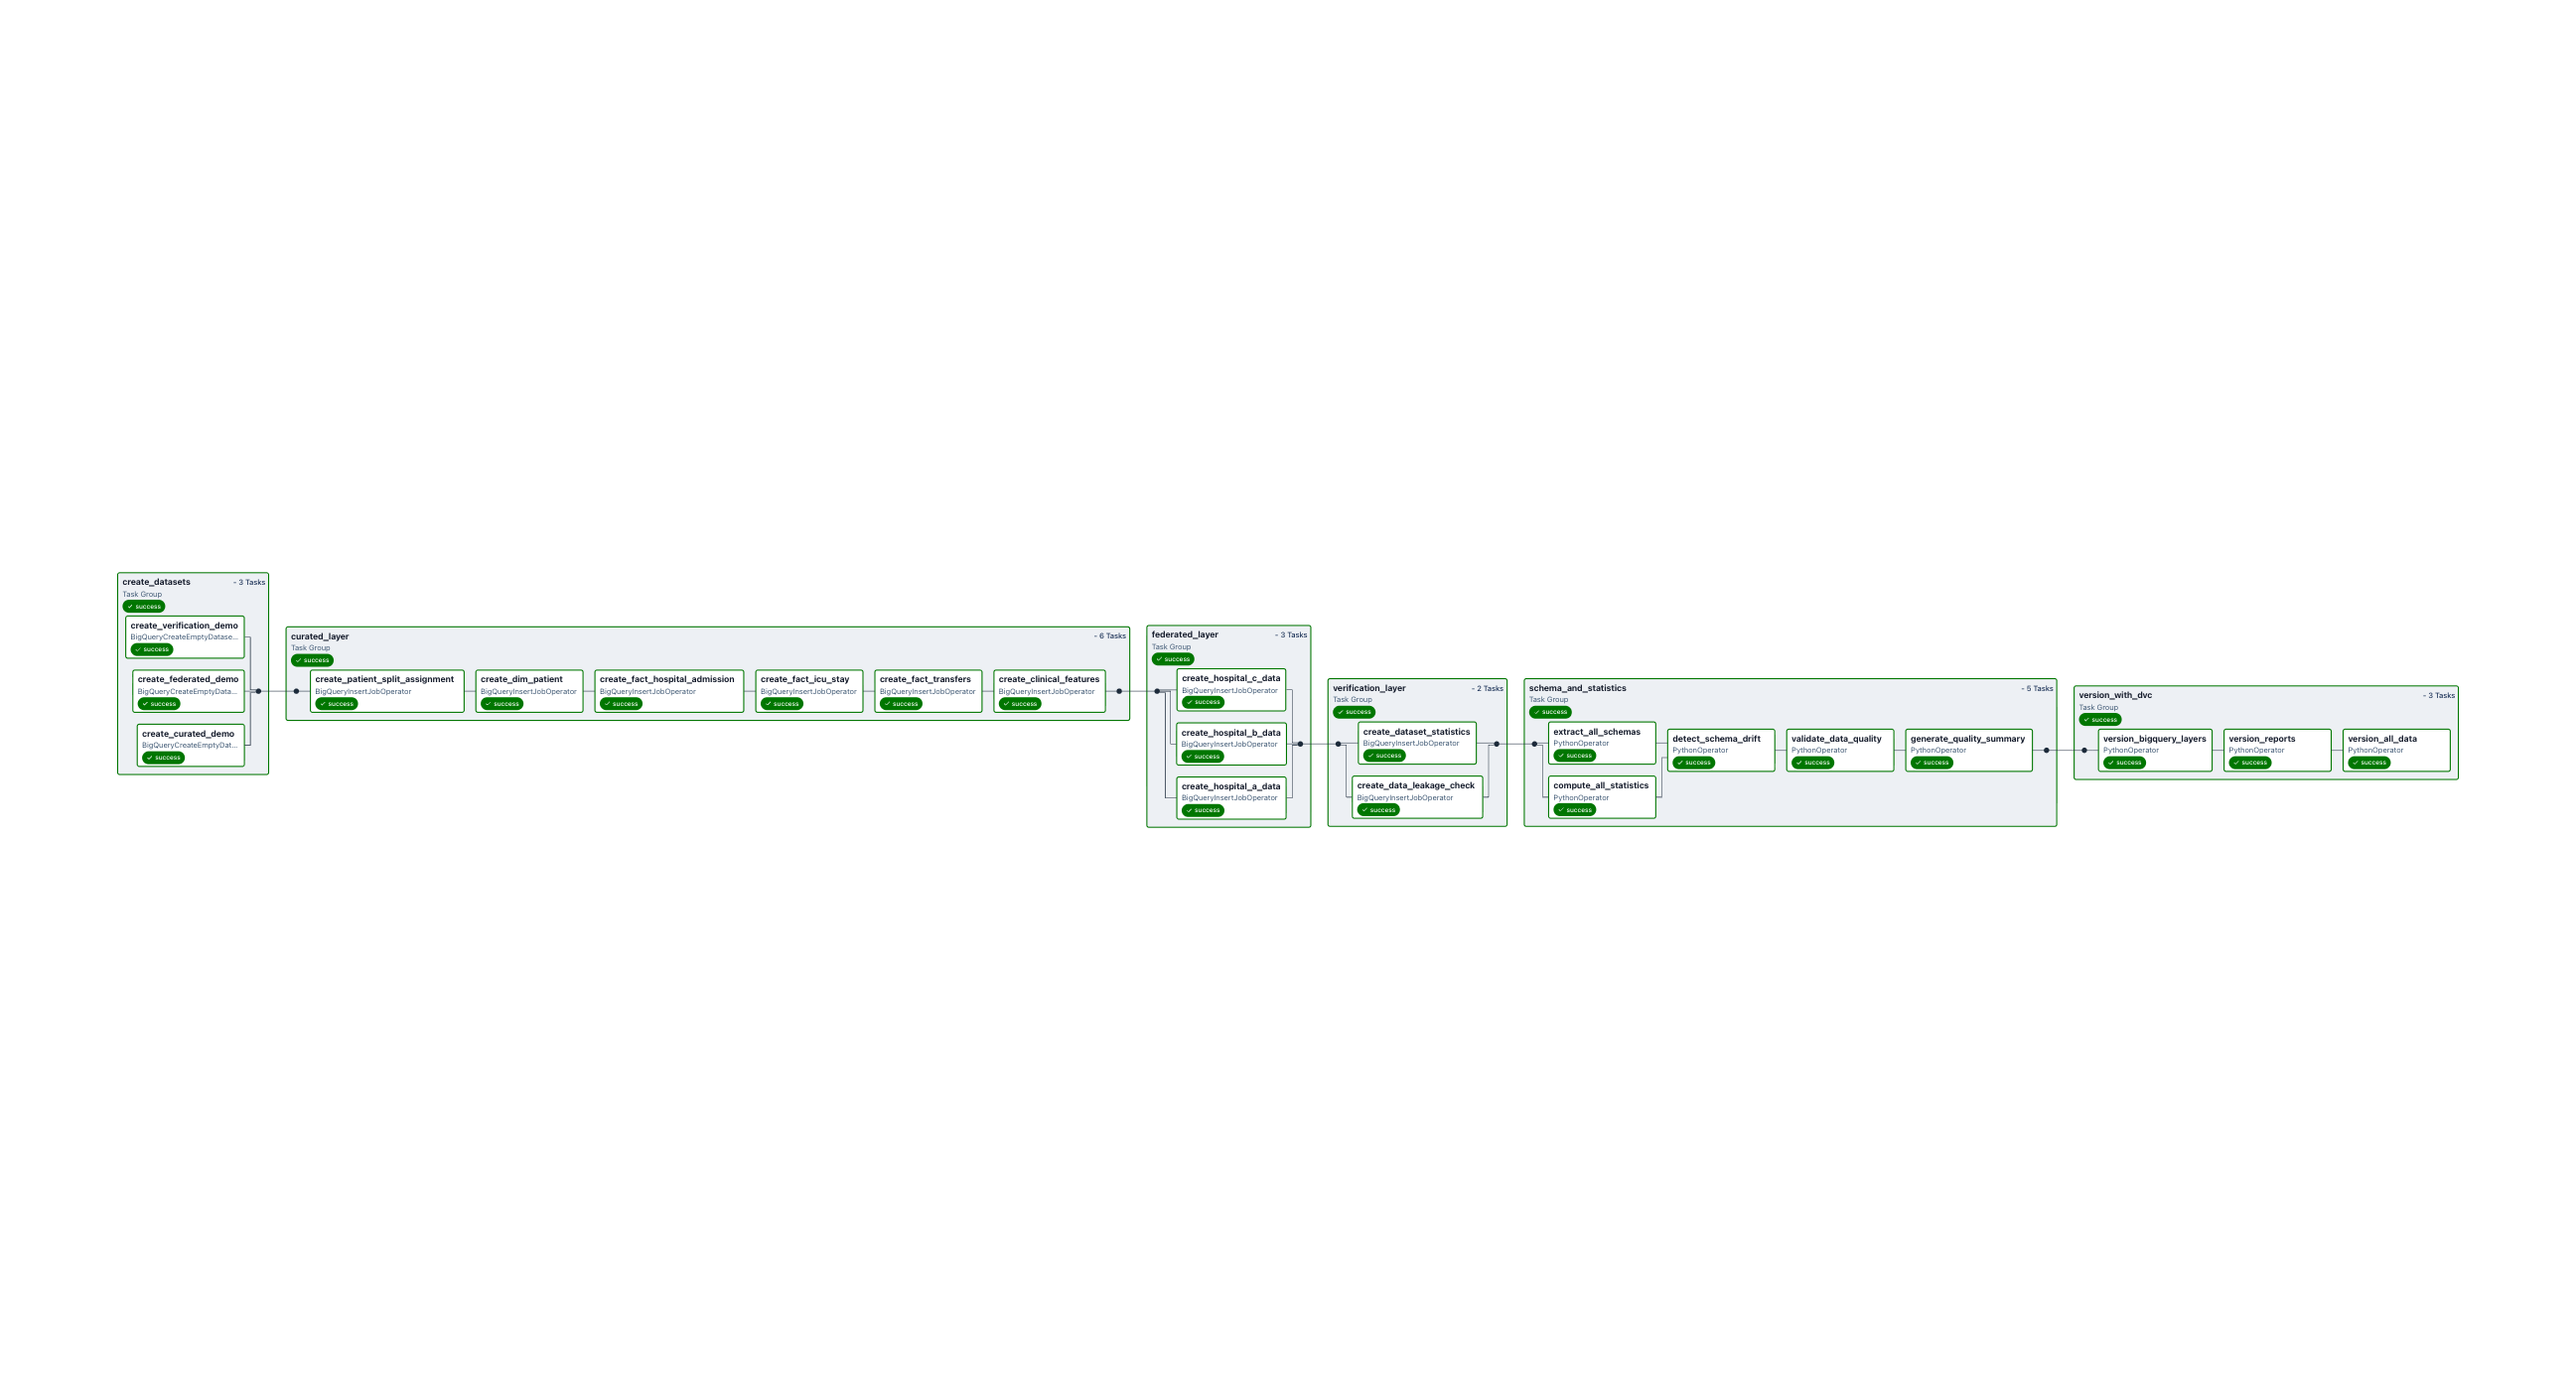 create_datasets
- 3 Tasks
Task Group
success
create_verification_demo
BigQueryCreateEmptyDatase...
success
create_federated_demo
BigQueryCreateEmptyData...
success
create_curated_demo
BigQueryCreateEmptyDat...
success
curated_layer
- 6 Tasks
Task Group
success
create_patient_split_assignment
BigQueryInsertJobOperator
success
create_dim_patient
BigQueryInsertJobOperator
success
create_fact_hospital_admission
BigQueryInsertJobOperator
success
create_fact_icu_stay
BigQueryInsertJobOperator
success
create_fact_transfers
BigQueryInsertJobOperator
success
create_clinical_features
BigQueryInsertJobOperator
success
federated_layer
- 3 Tasks
Task Group
success
create_hospital_c_data
BigQueryInsertJobOperator
success
create_hospital_b_data
BigQueryInsertJobOperator
success
create_hospital_a_data
BigQueryInsertJobOperator
success
verification_layer
- 2 Tasks
Task Group
success
create_dataset_statistics
BigQueryInsertJobOperator
success
create_data_leakage_check
BigQueryInsertJobOperator
success
schema_and_statistics
- 5 Tasks
Task Group
success
extract_all_schemas
PythonOperator
success
compute_all_statistics
PythonOperator
success
detect_schema_drift
PythonOperator
success
validate_data_quality
PythonOperator
success
generate_quality_summary
PythonOperator
success
version_with_dvc
- 3 Tasks
Task Group
success
version_bigquery_layers
PythonOperator
success
version_reports
PythonOperator
success
version_all_data
PythonOperator
success